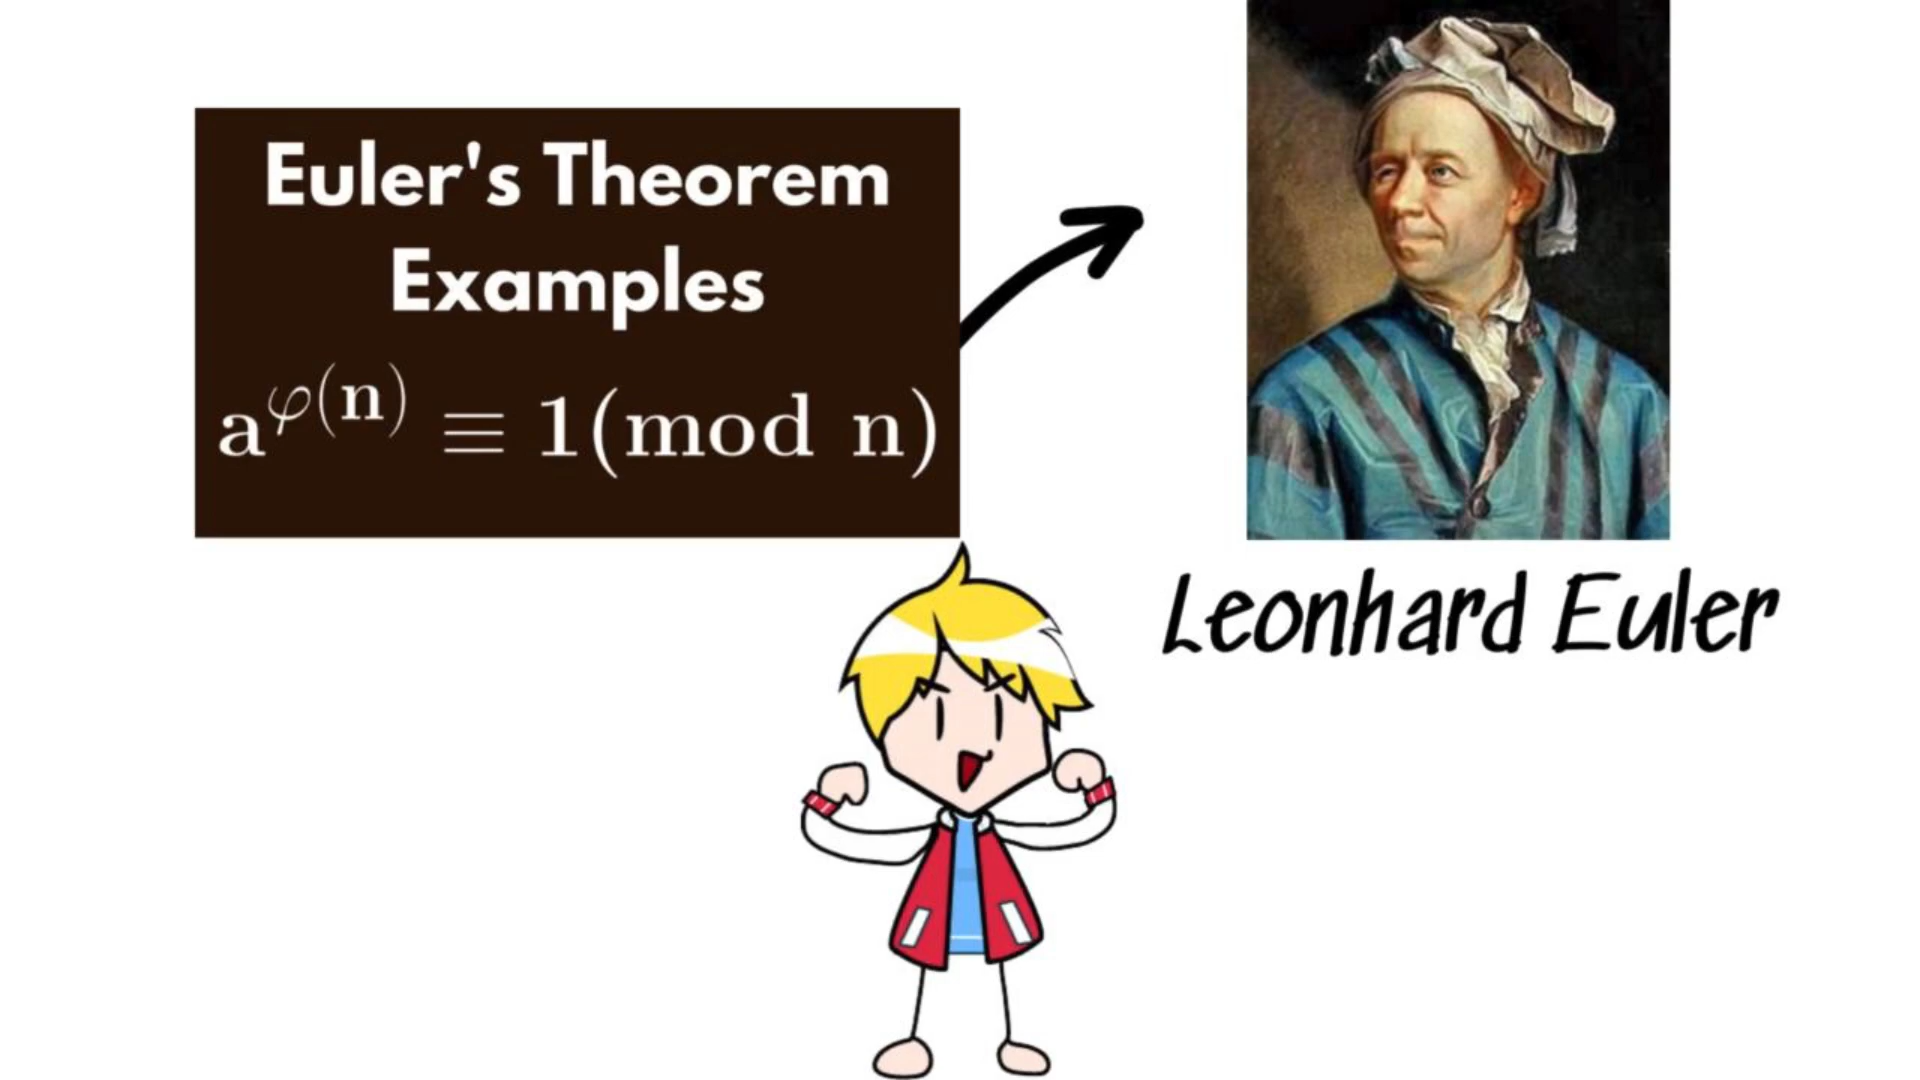 Euler's Theorem
Examples
a^φ(n) ≡ 1(mod n)
Leonhard Euler